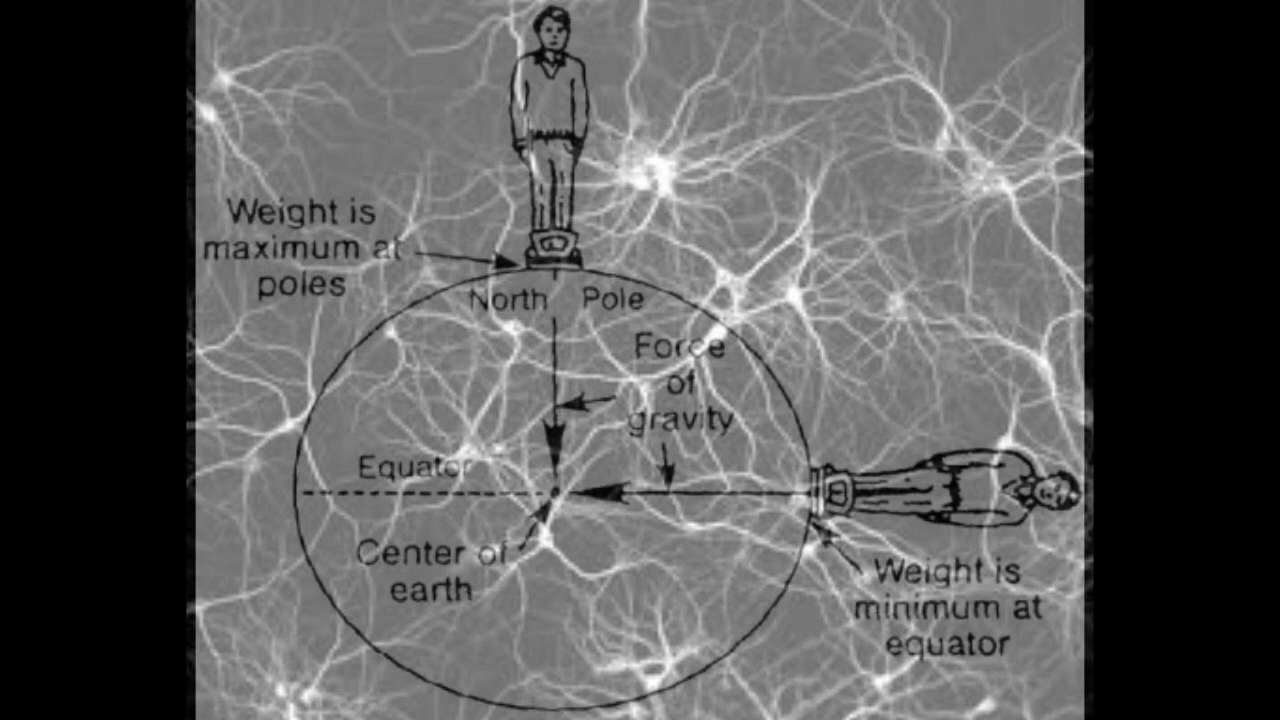 Weight is
maximum at
poles
North Pole
Force
of
gravity
Equator
Center of
earth
Weight is
minimum at
equator